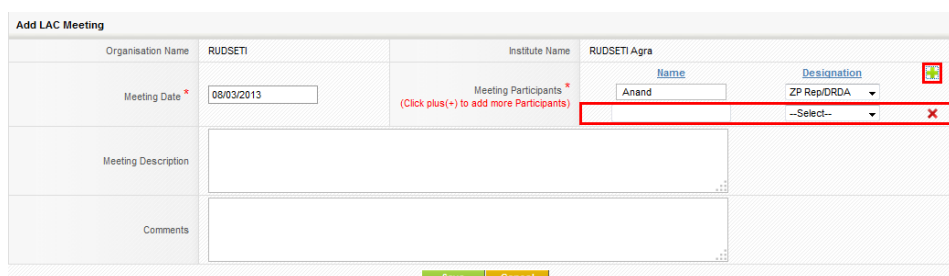 Add LAC Meeting
Organisation Name RUDSETI Institute Name RUDSETI Agra
Name Designation
Meeting Date * 08/03/2013 Meeting Participants * Anand ZP Rep/DRDA
(Click plus(+) to add more Participants)
--Select--
Meeting Description
Comments